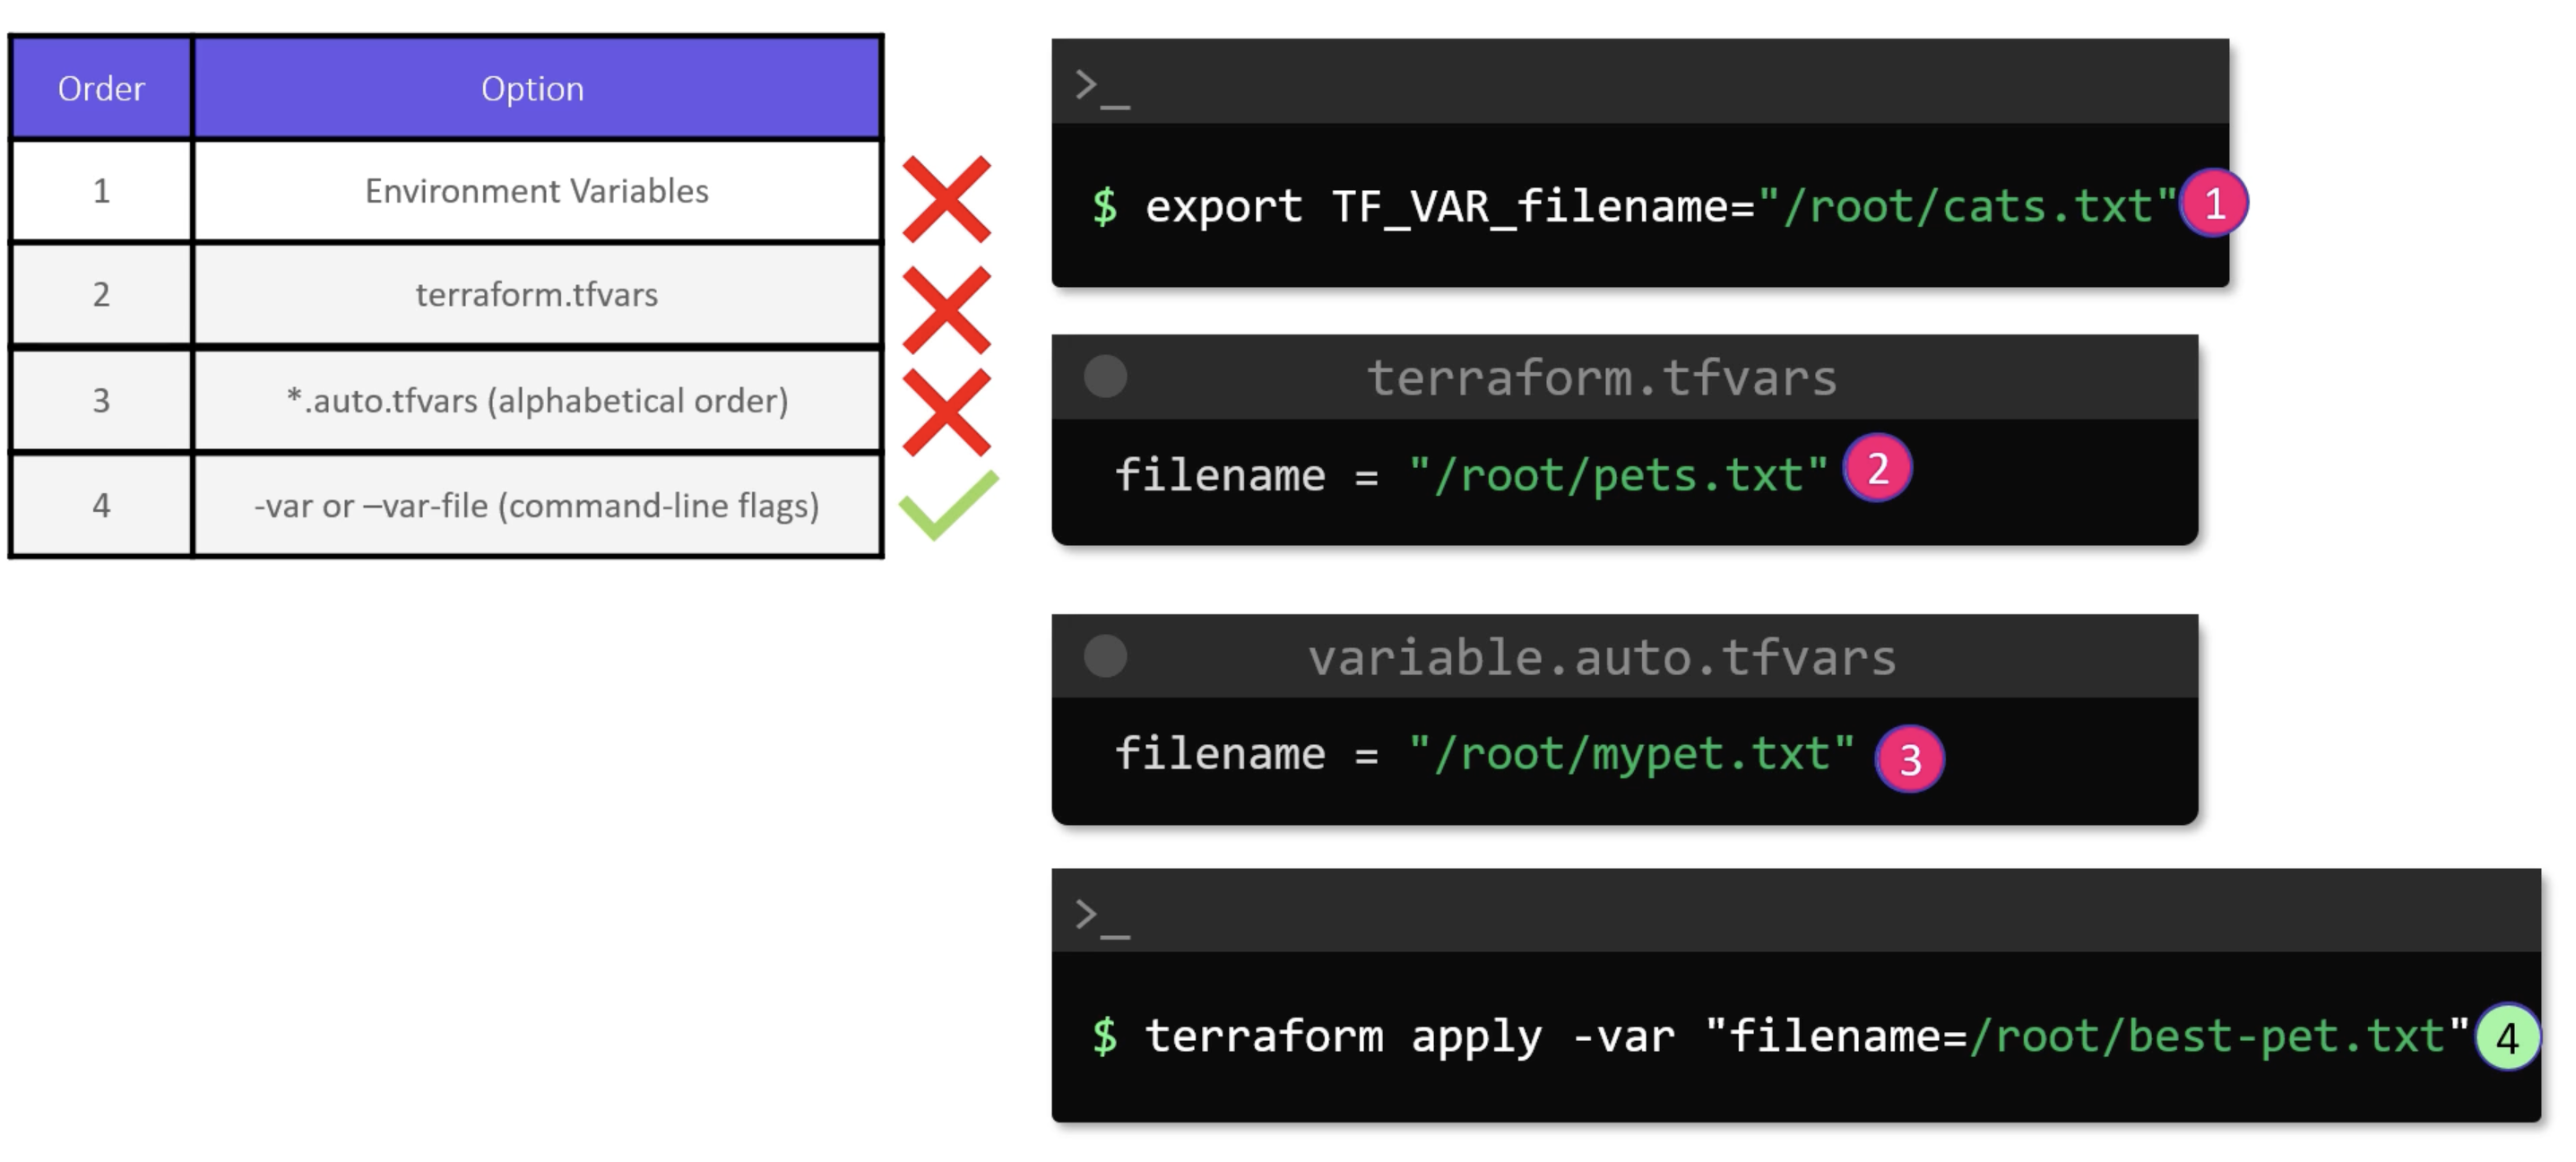 Order Option
1 Environment Variables
2 terraform.tfvars
3 *.auto.tfvars (alphabetical order)
4 -var or –var-file (command-line flags)
>_
$ export TF_VAR_filename="/root/cats.txt" 1
terraform.tfvars
filename = "/root/pets.txt" 2
variable.auto.tfvars
filename = "/root/mypet.txt" 3
>_
$ terraform apply -var "filename=/root/best-pet.txt" 4